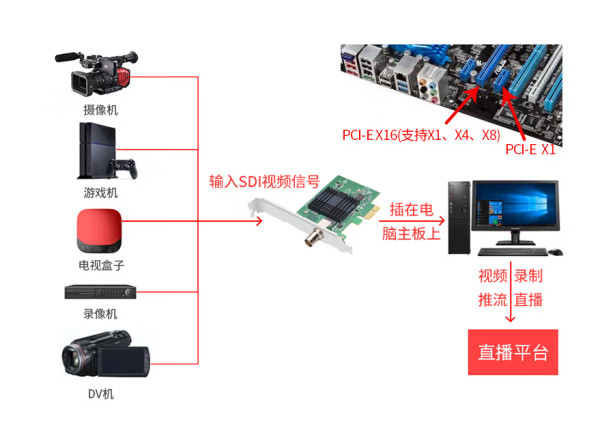 摄像机
游戏机
电视盒子
录像机
DV机
输入SDI视频信号
插在电
脑主板上
PCI-E X16(支持X1、X4、X8)
PCI-E X1
视频 录制
推流 直播
直播平台